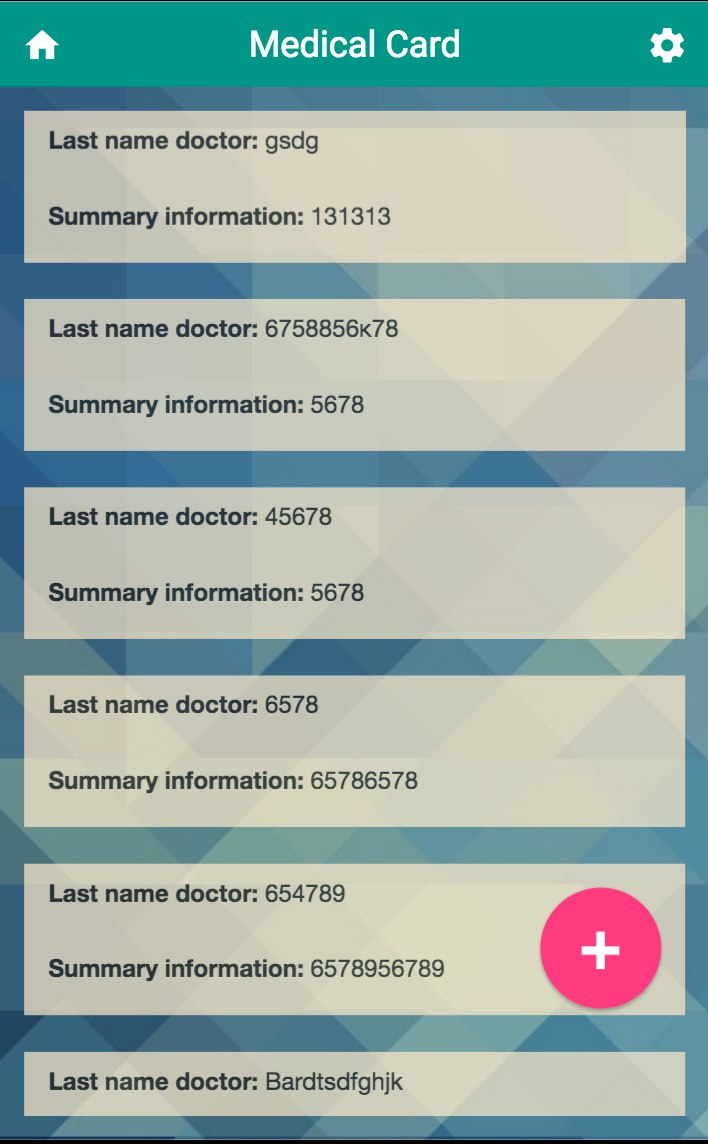 Medical Card
Last name doctor: gsdg
Summary information: 131313
Last name doctor: 6758856к78
Summary information: 5678
Last name doctor: 45678
Summary information: 5678
Last name doctor: 6578
Summary information: 65786578
Last name doctor: 654789
Summary information: 6578956789
Last name doctor: Bardtsdfghjk